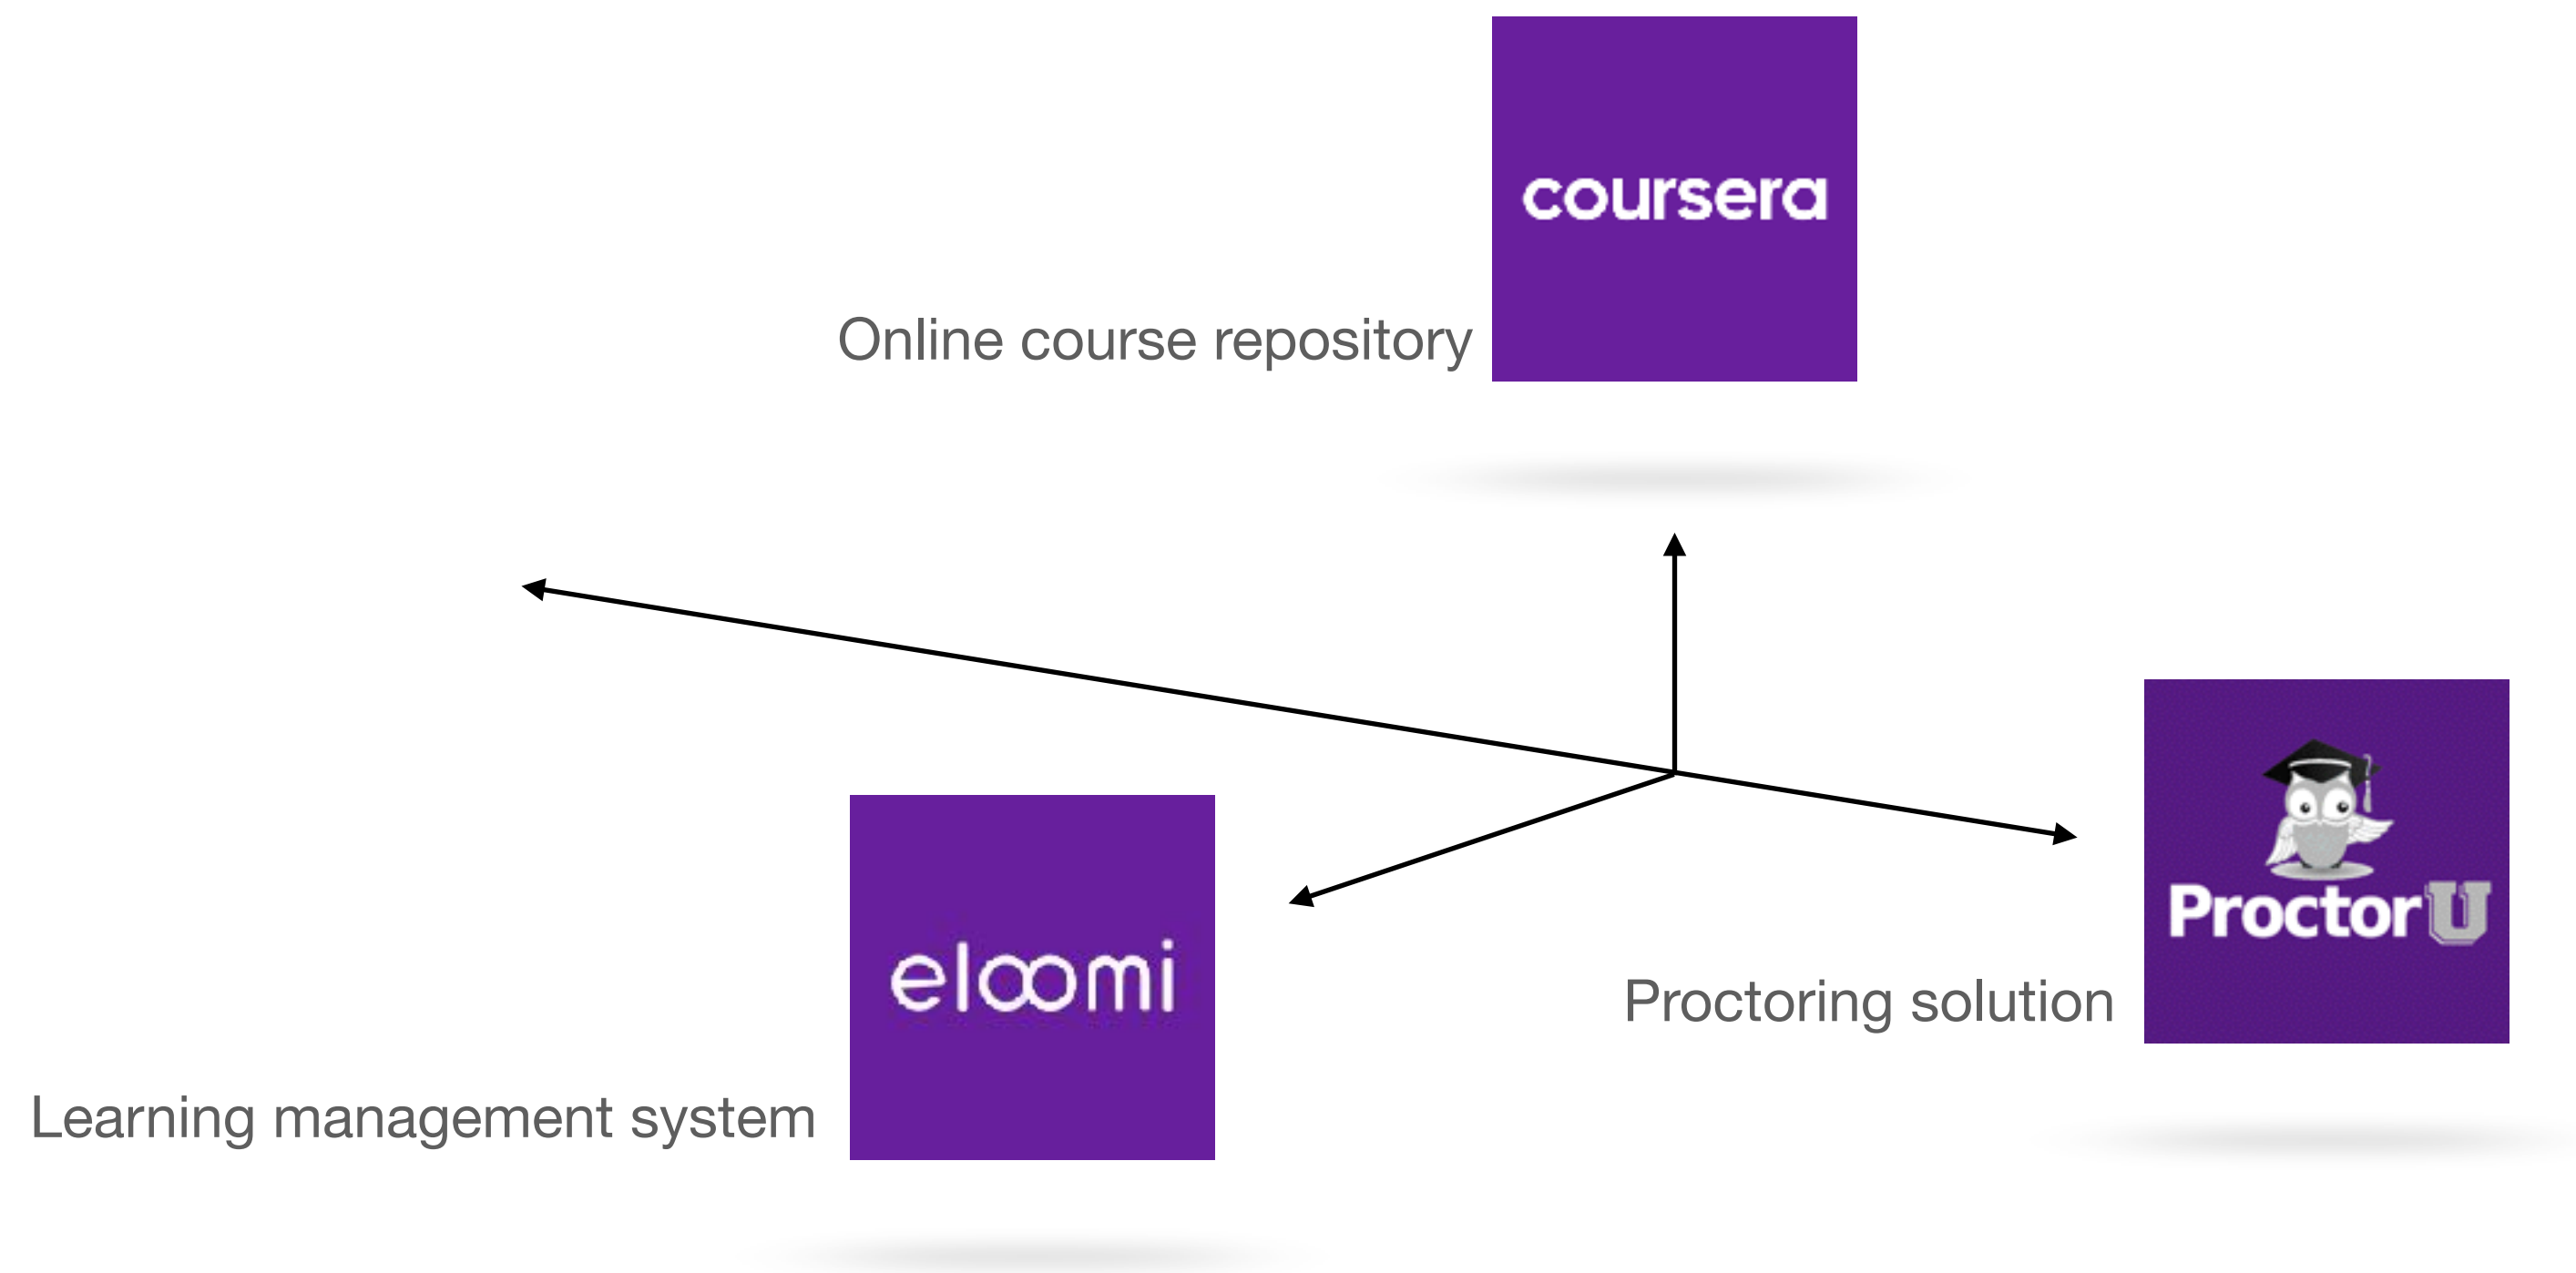 coursera
Online course repository
eloomi
Learning management system
ProctorU
Proctoring solution